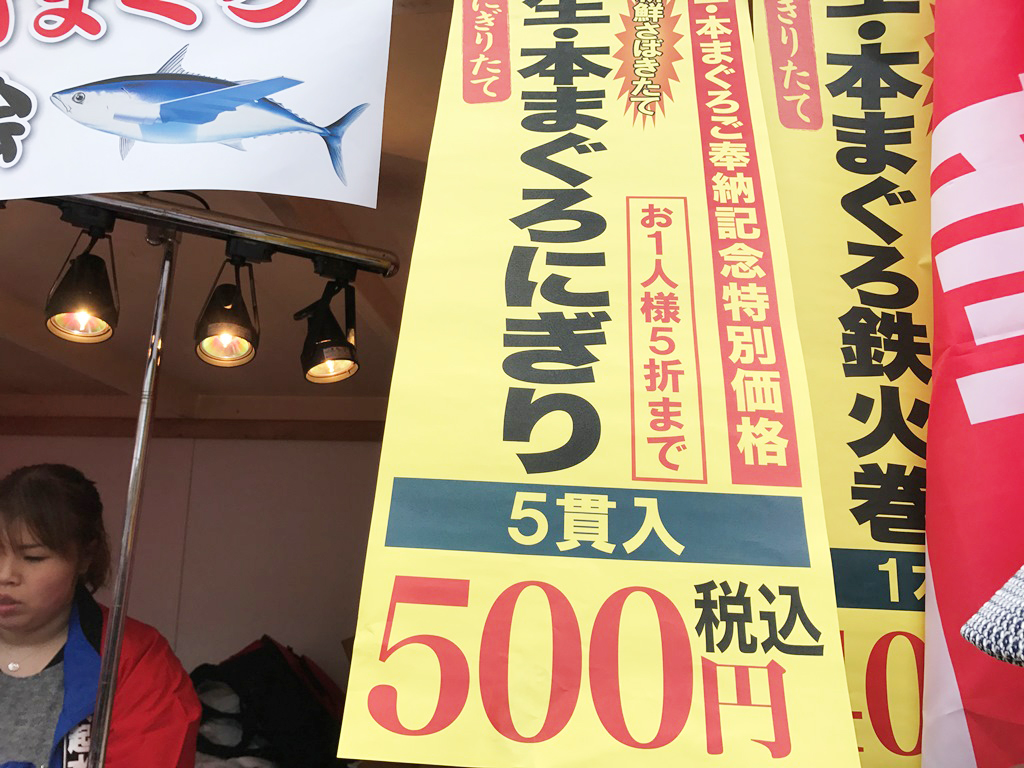 まぐろ
会
生・本まぐろご奉納記念特別価格
鮮さばきたて
お1人様5折まで
にぎりたて
生・本まぐろにぎり
5貫入
500円
税込
きりたて
・本まぐろ鉄火巻
1